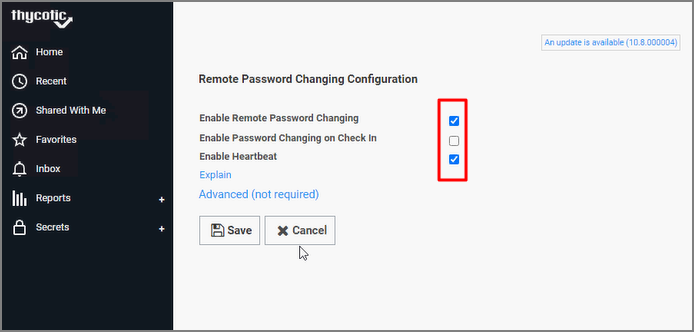 thycotic
An update is available (10.8.000004)
Home
Recent
Shared With Me
Favorites
Inbox
Reports +
Secrets +
Remote Password Changing Configuration
Enable Remote Password Changing
Enable Password Changing on Check In
Enable Heartbeat
Explain
Advanced (not required)
Save Cancel